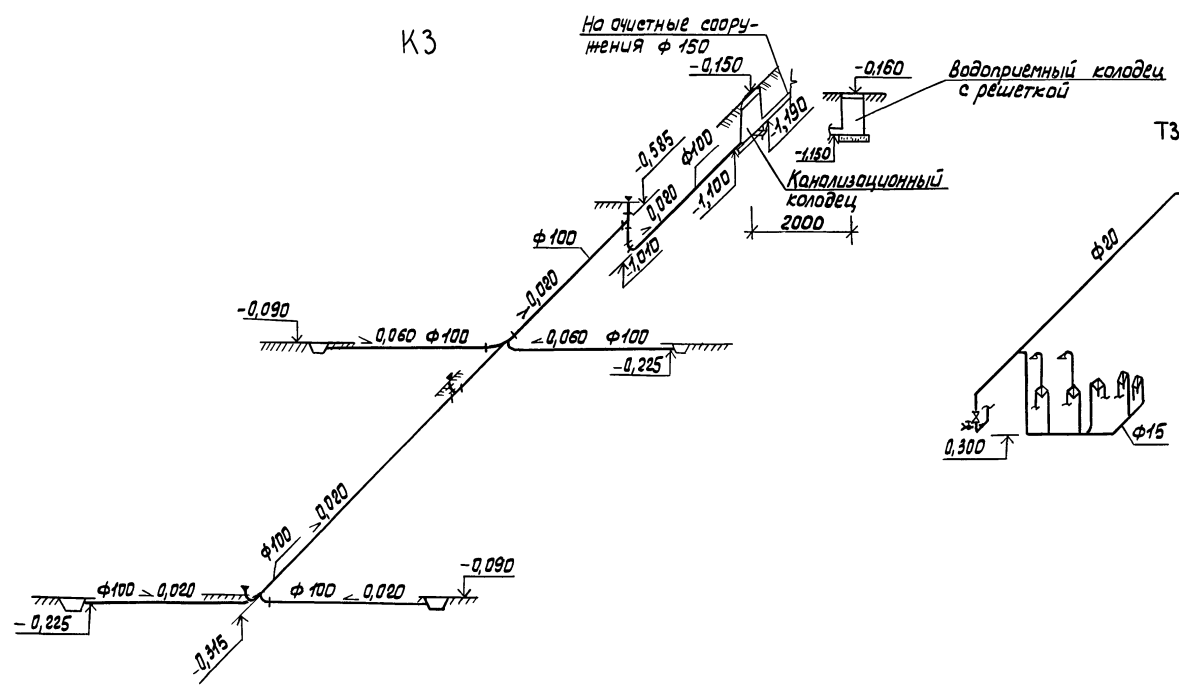 К3
На очистные соору-
жения ф 150
-0,150
-0,160
Водоприемный колодец
с решеткой
Т3
-1,190
-1,150
-0,585
ф100
0,020
-1,100
Канализационный
колодец
2000
-1,010
ф100
0,020
ф20
-0,090
0,060 ф100
0,060 ф100
-0,225
0,300
ф15
ф100
0,020
ф100 0,020
ф100 0,020
-0,090
-0,225
-0,315